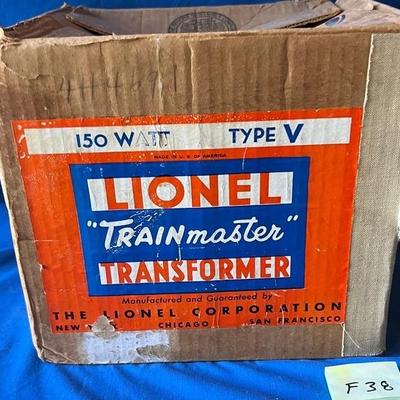 150 WATT TYPE V
MADE IN U. S. OF AMERICA
LIONEL
"TRAINmaster"
TRANSFORMER
Manufactured and Guaranteed by
THE LIONEL CORPORATION
NEW CHICAGO SAN FRANCISCO
F38